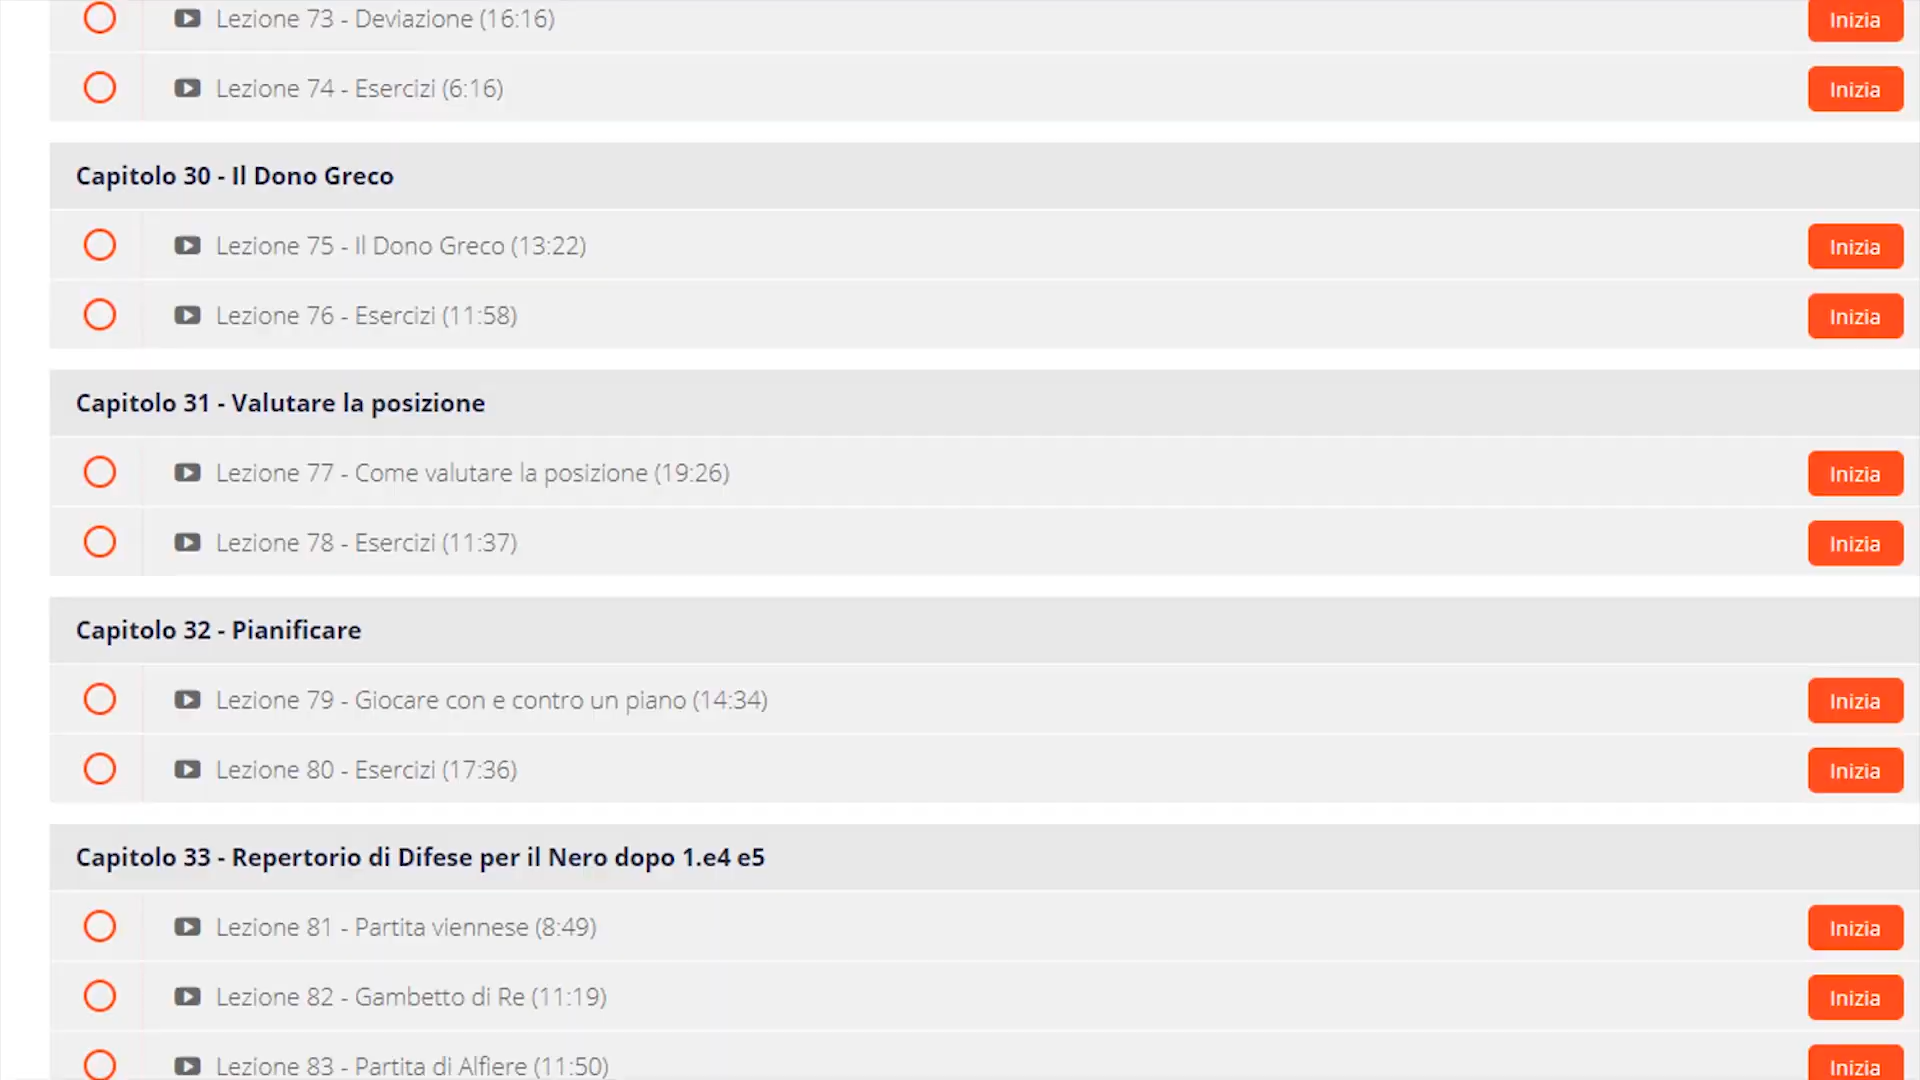 Lezione 73 - Deviazione (16:16) Inizia
Lezione 74 - Esercizi (6:16) Inizia
Capitolo 30 - Il Dono Greco
Lezione 75 - Il Dono Greco (13:22) Inizia
Lezione 76 - Esercizi (11:58) Inizia
Capitolo 31 - Valutare la posizione
Lezione 77 - Come valutare la posizione (19:26) Inizia
Lezione 78 - Esercizi (11:37) Inizia
Capitolo 32 - Pianificare
Lezione 79 - Giocare con e contro un piano (14:34) Inizia
Lezione 80 - Esercizi (17:36) Inizia
Capitolo 33 - Repertorio di Difese per il Nero dopo 1.e4 e5
Lezione 81 - Partita viennese (8:49) Inizia
Lezione 82 - Gambetto di Re (11:19) Inizia
Lezione 83 - Partita di Alfiere (11:50) Inizia